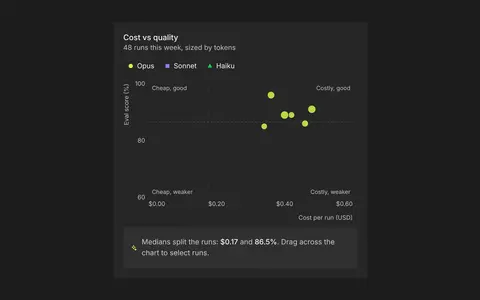 Cost vs quality
48 runs this week, sized by tokens
Opus Sonnet Haiku
Eval score (%)
100
Cheap, good Costly, good
80
Cheap, weaker Costly, weaker
60
$0.00 $0.20 $0.40 $0.60
Cost per run (USD)
Medians split the runs: $0.17 and 86.5%. Drag across the
chart to select runs.